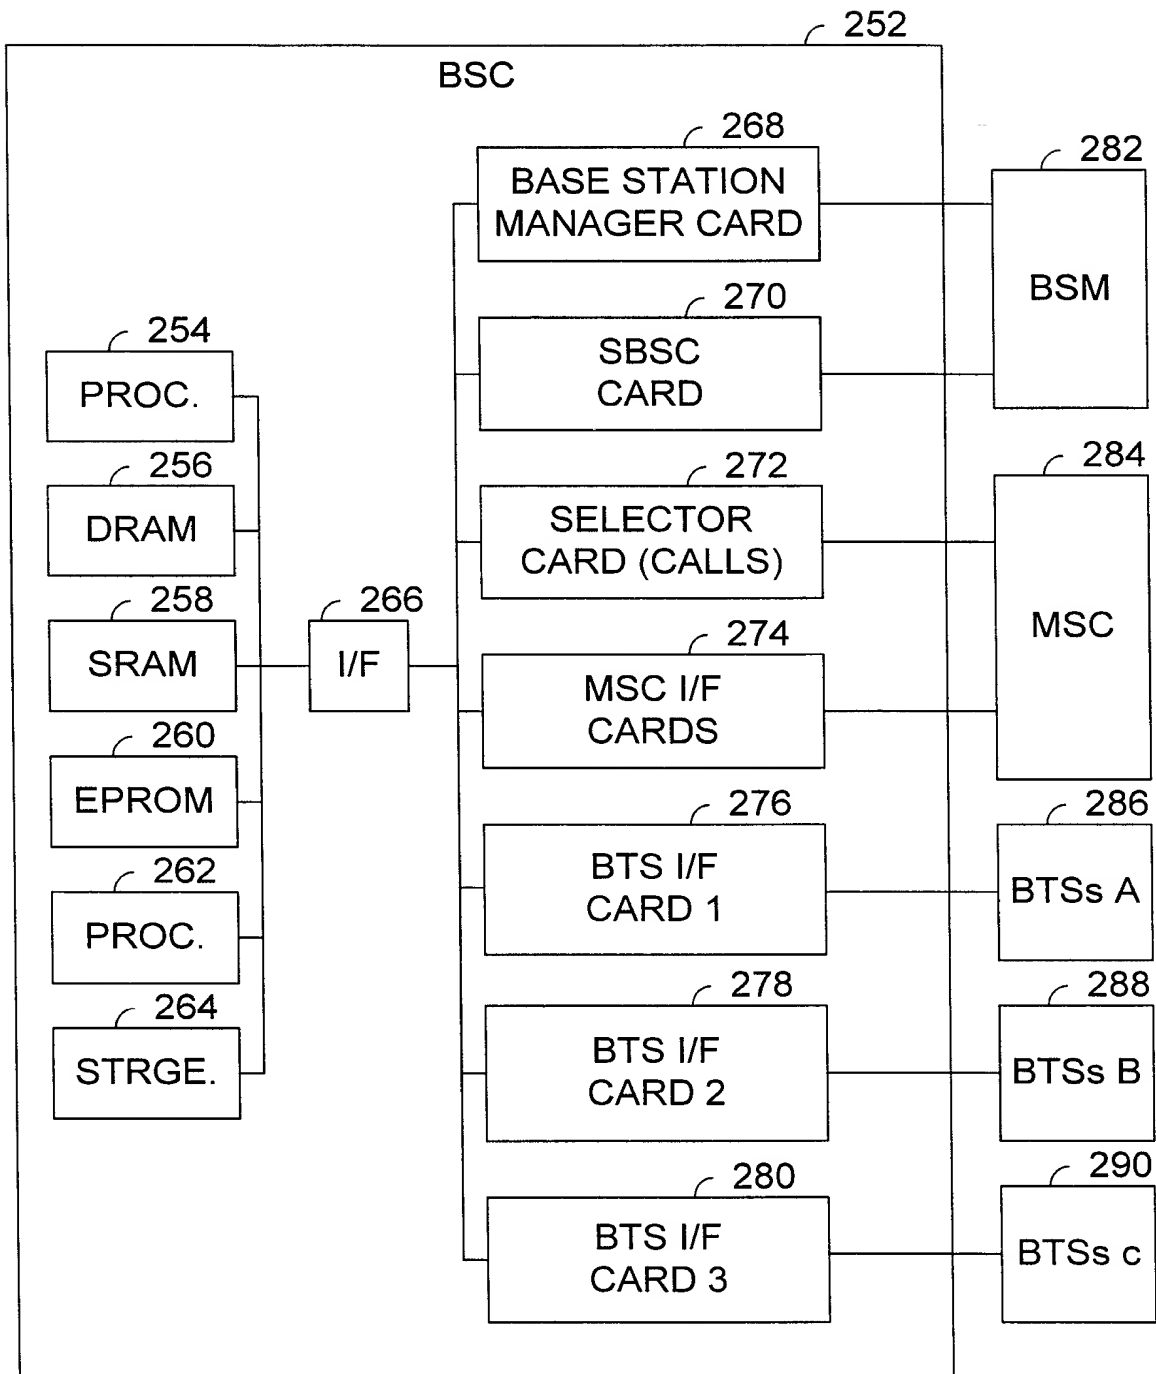 252
BSC
268
BASE STATION
MANAGER CARD
282
BSM
270
SBSC
CARD
254
PROC.
256
DRAM
272
SELECTOR
CARD (CALLS)
284
MSC
258
SRAM
266
I/F
274
MSC I/F
CARDS
260
EPROM
276
BTS I/F
CARD 1
286
BTSs A
262
PROC.
278
BTS I/F
CARD 2
288
BTSs B
264
STRGE.
280
BTS I/F
CARD 3
290
BTSs c